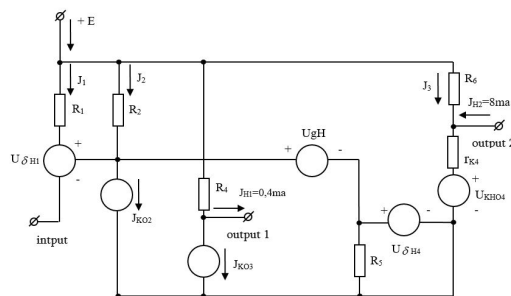 + E
J1
J2
R1
R2
J3
R6
JH2=8ma
output 2
UgH
+
-
Uδ H1
+
-
R4
JH1=0,4ma
output 1
rK4
+
UKHO4
-
JKO2
intput
JKO3
R5
+
-
Uδ H4